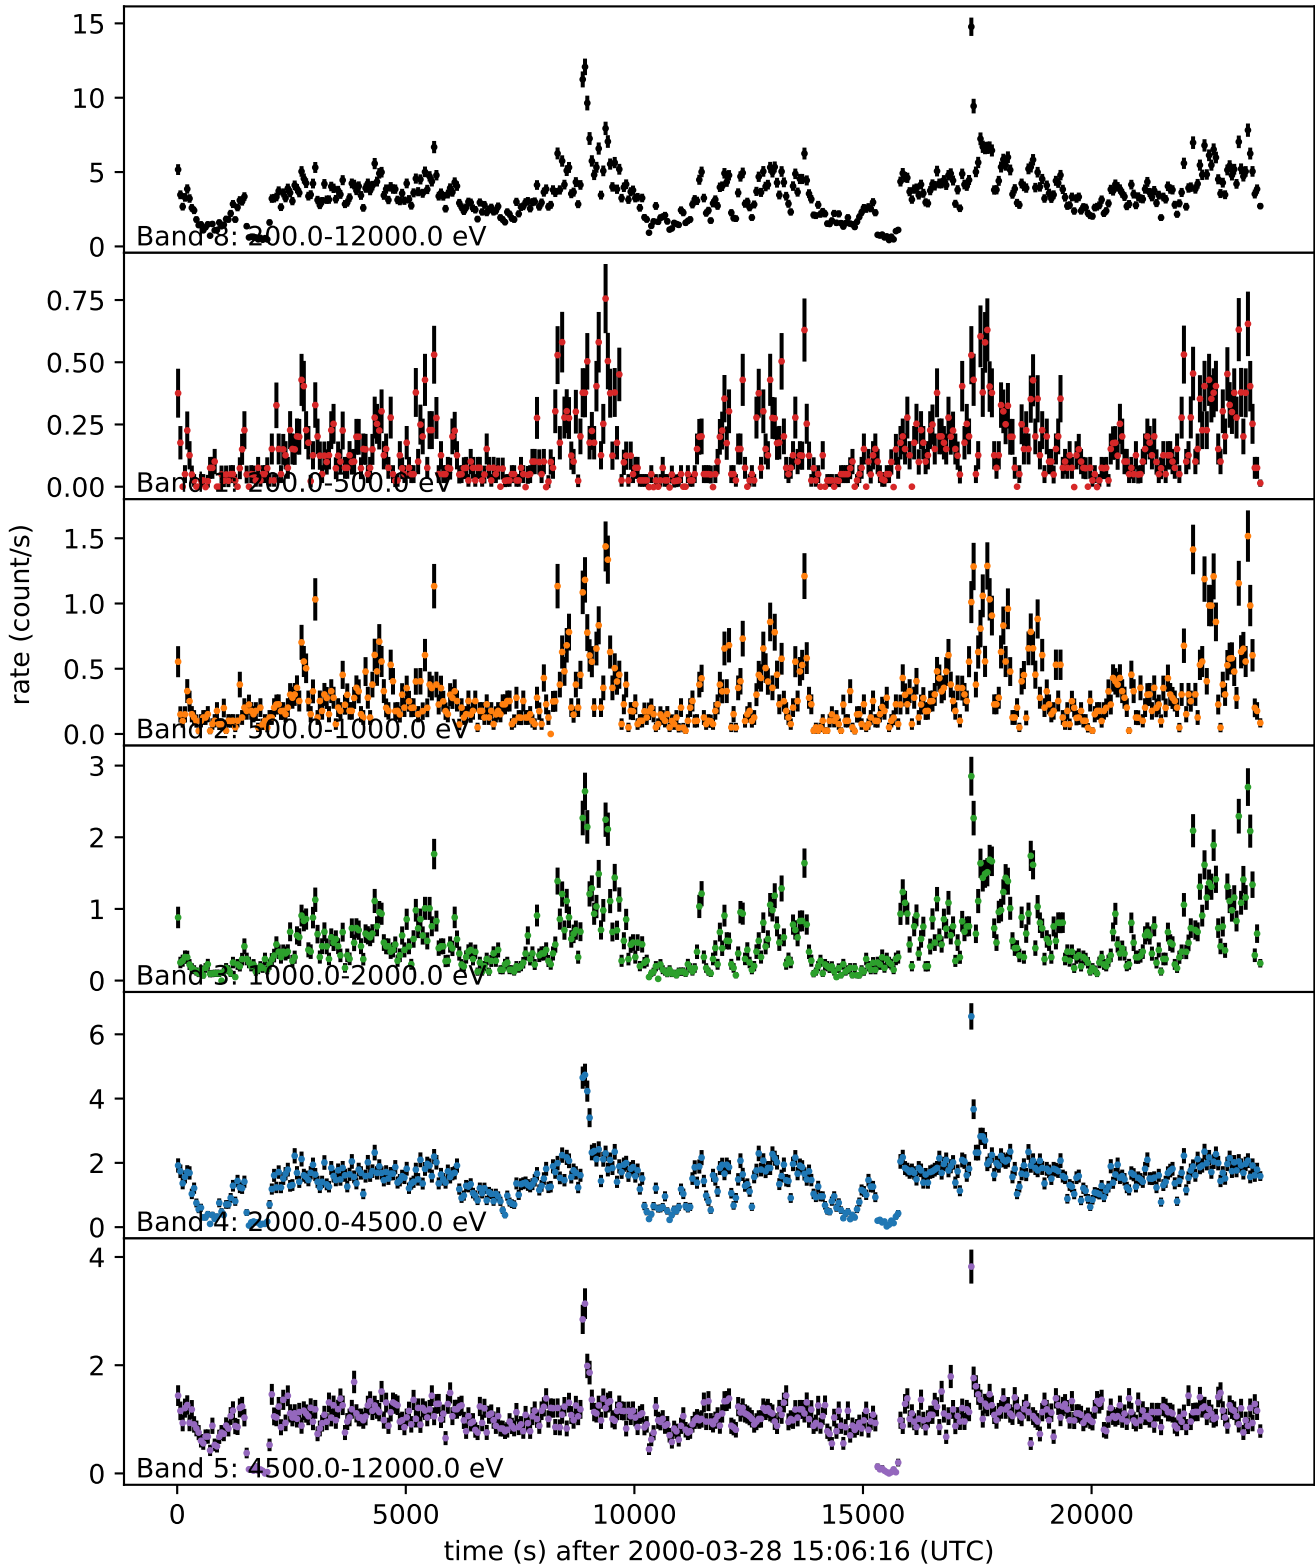 15
10
5
0
Band 8: 200.0-12000.0 eV
0.75
0.50
0.25
0.00
Band 1: 200.0-500.0 eV
rate (count/s)
1.5
1.0
0.5
0.0
Band 2: 500.0-1000.0 eV
3
2
1
0
Band 3: 1000.0-2000.0 eV
6
4
2
0
Band 4: 2000.0-4500.0 eV
4
2
0
Band 5: 4500.0-12000.0 eV
0 5000 10000 15000 20000
time (s) after 2000-03-28 15:06:16 (UTC)